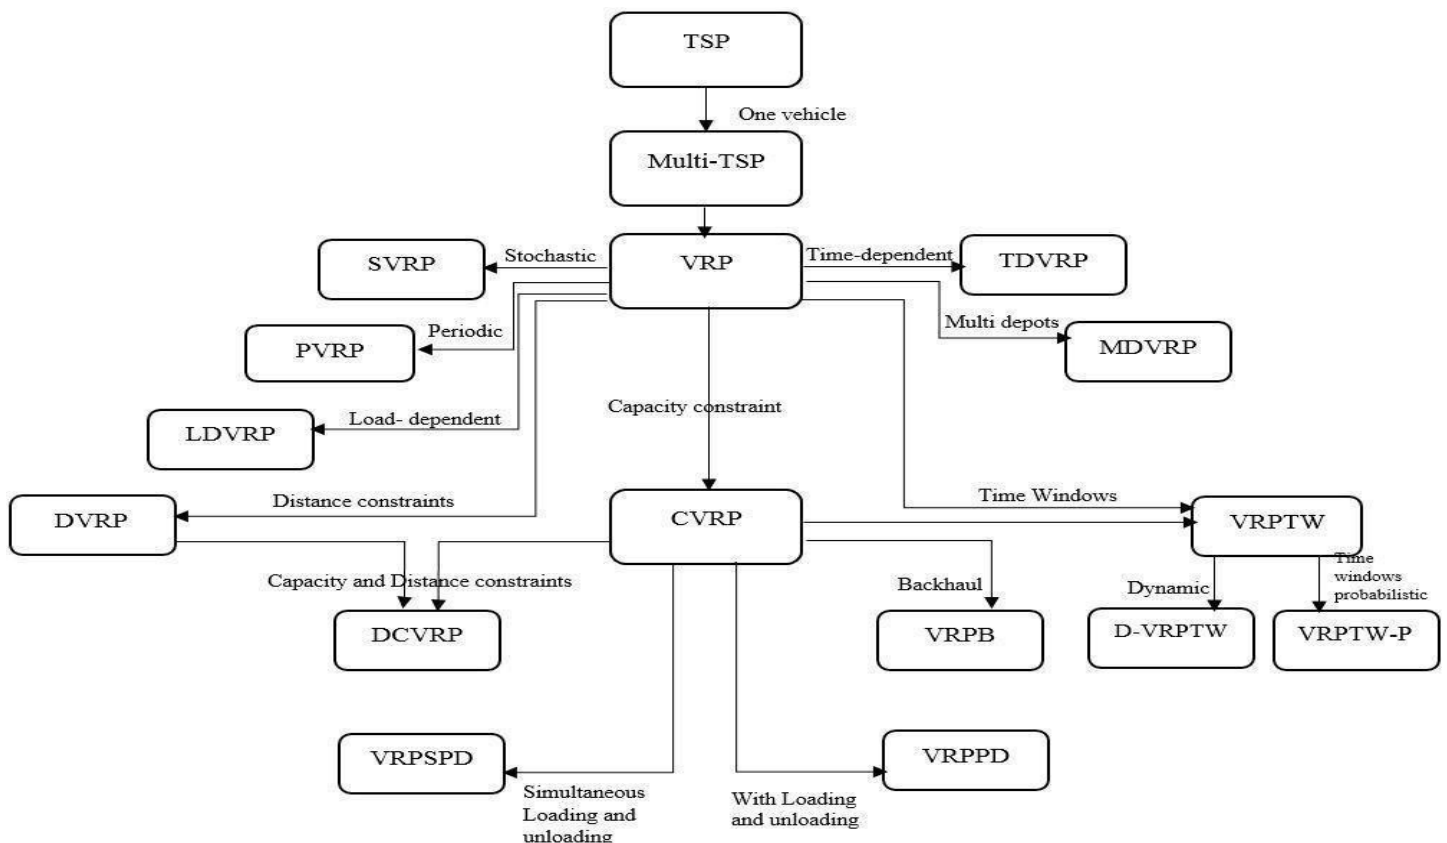 TSP
One vehicle
Multi-TSP
SVRP
Stochastic
VRP
Time-dependent
TDVRP
PVRP
Periodic
Multi depots
MDVRP
LDVRP
Load- dependent
Capacity constraint
DVRP
Distance constraints
CVRP
Time Windows
VRPTW
Capacity and Distance constraints
Backhaul
Dynamic
Time
windows
probabilistic
DCVRP
VRPB
D-VRPTW
VRPTW-P
VRPSPD
Simultaneous
Loading and
unloading
With Loading
and unloading
VRPPD